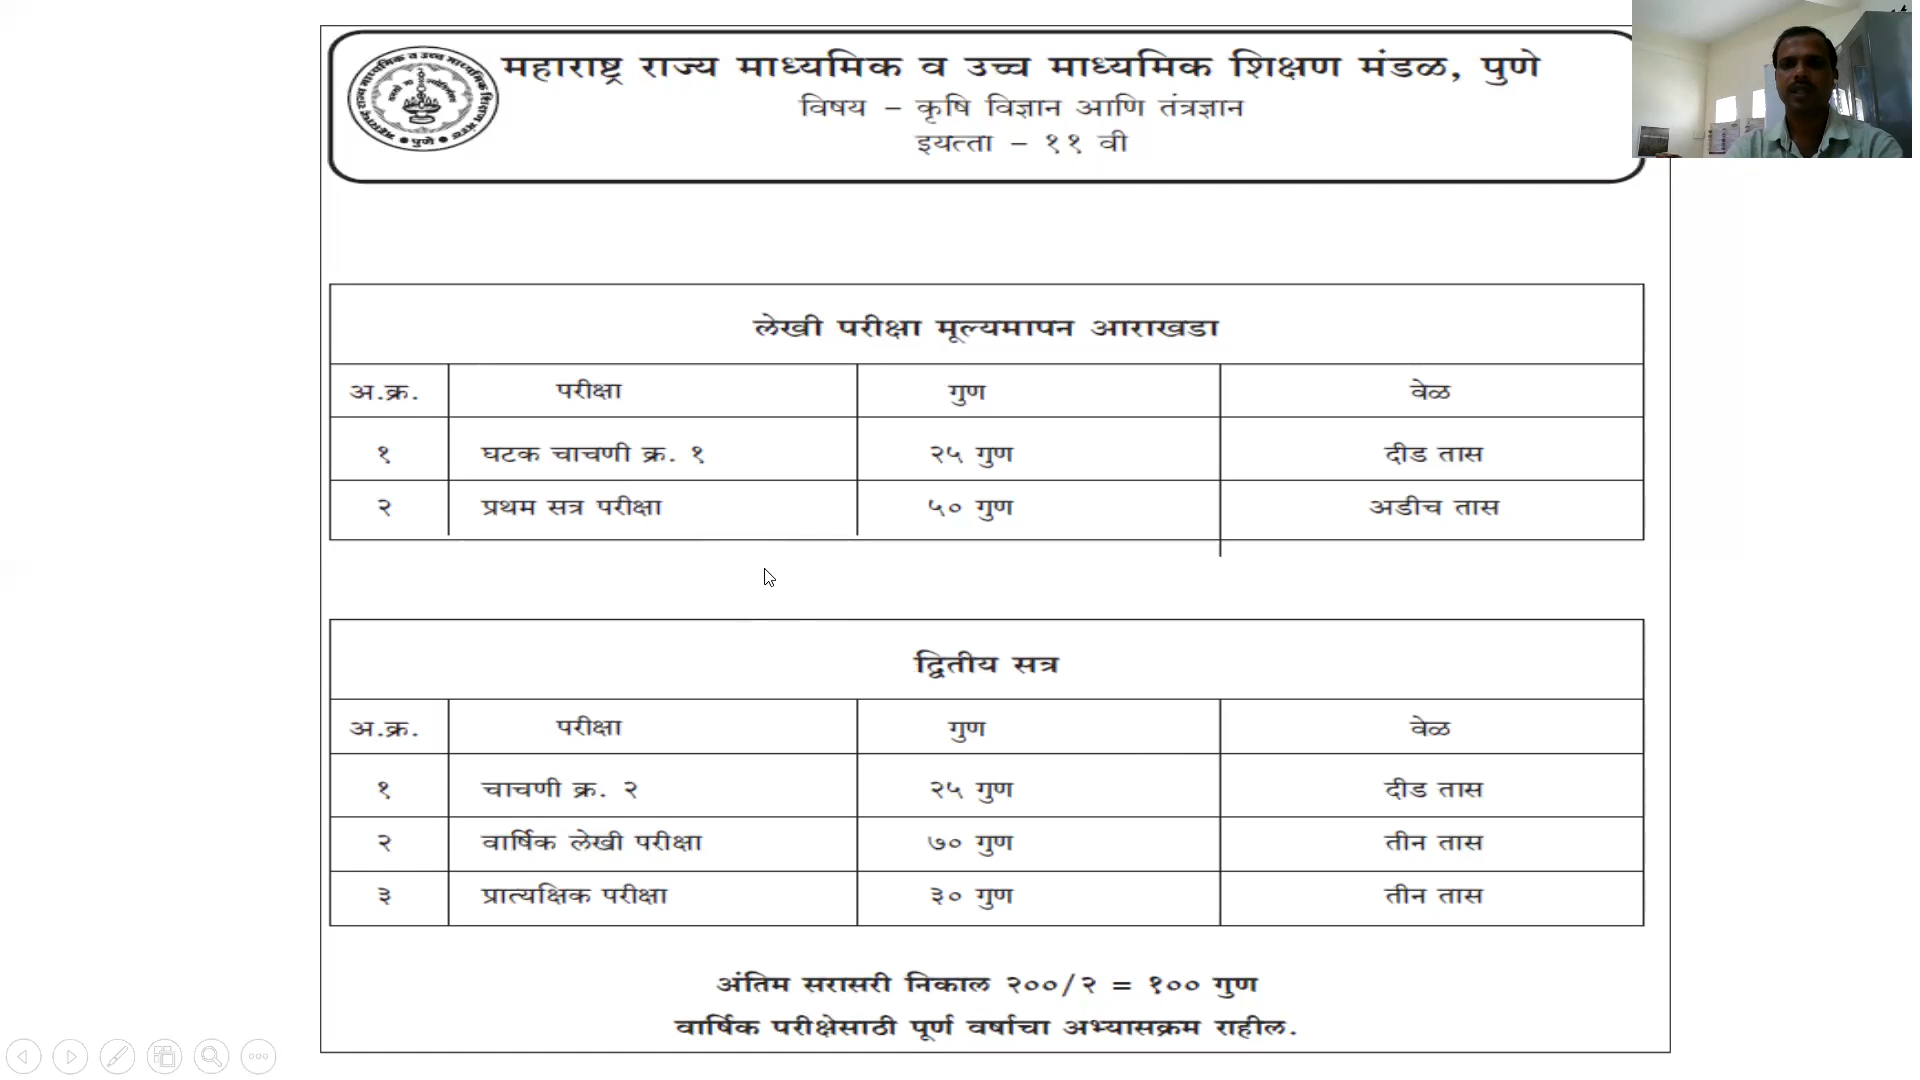 महाराष्ट्र राज्य माध्यमिक व उच्च माध्यमिक शिक्षण मंडळ, पुणे
विषय – कृषि विज्ञान आणि तंत्रज्ञान
इयत्ता – ११ वी
लेखी परीक्षा मूल्यमापन आराखडा
अ.क्र. परीक्षा गुण वेळ
१ घटक चाचणी क्र. १ २५ गुण दीड तास
२ प्रथम सत्र परीक्षा ५० गुण अडीच तास
द्वितीय सत्र
अ.क्र. परीक्षा गुण वेळ
१ चाचणी क्र. २ २५ गुण दीड तास
२ वार्षिक लेखी परीक्षा ७० गुण तीन तास
३ प्रात्यक्षिक परीक्षा ३० गुण तीन तास
अंतिम सरासरी निकाल २००/२ = १०० गुण
वार्षिक परीक्षेसाठी पूर्ण वर्षाचा अभ्यासक्रम राहील.